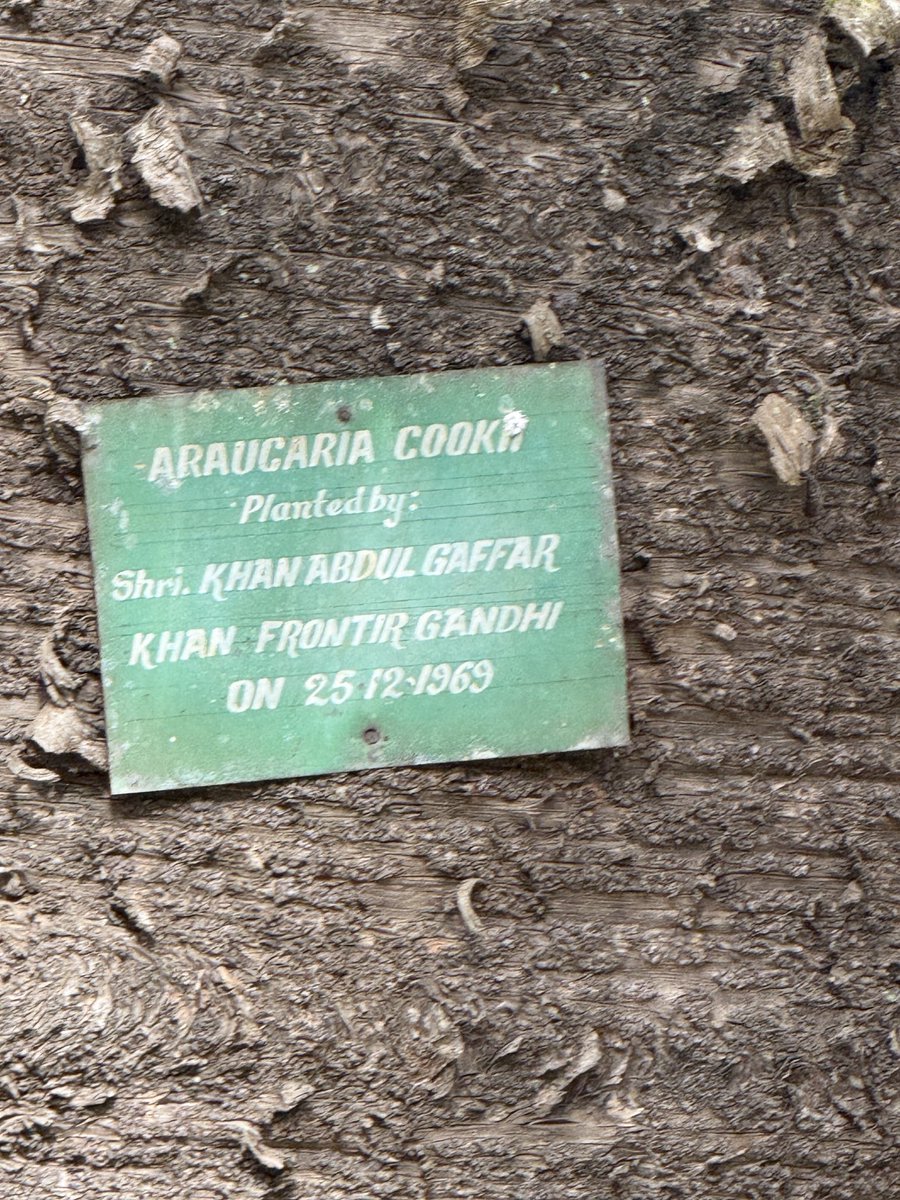 ARAUCARIA COOKII
Planted by:
Shri. KHAN ABDUL GAFFAR
KHAN FRONTIR GANDHI
ON 25-12-1969